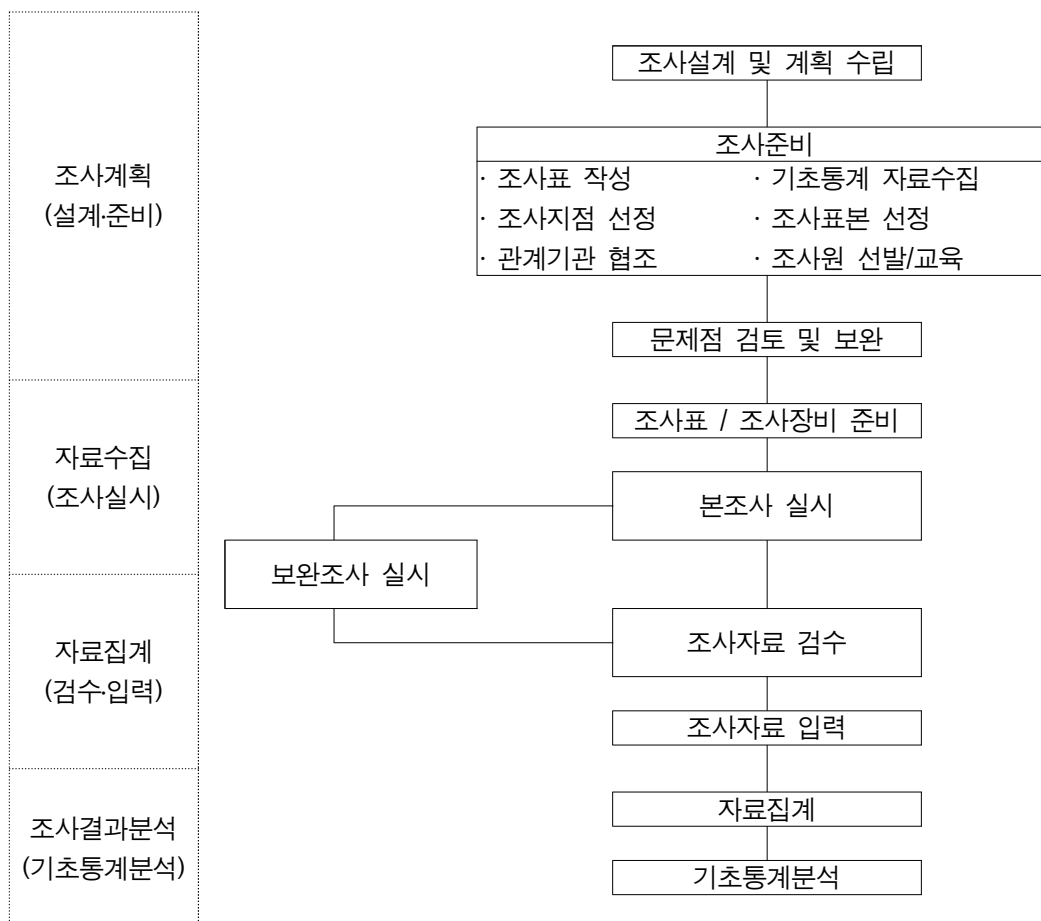 조사계획
(설계·준비)
조사설계 및 계획 수립
조사준비
· 조사표 작성 · 기초통계 자료수집
· 조사지점 선정 · 조사표본 선정
· 관계기관 협조 · 조사원 선발/교육
문제점 검토 및 보완
자료수집
(조사실시)
조사표 / 조사장비 준비
본조사 실시
보완조사 실시
자료집계
(검수·입력)
조사자료 검수
조사자료 입력
조사결과분석
(기초통계분석)
자료집계
기초통계분석